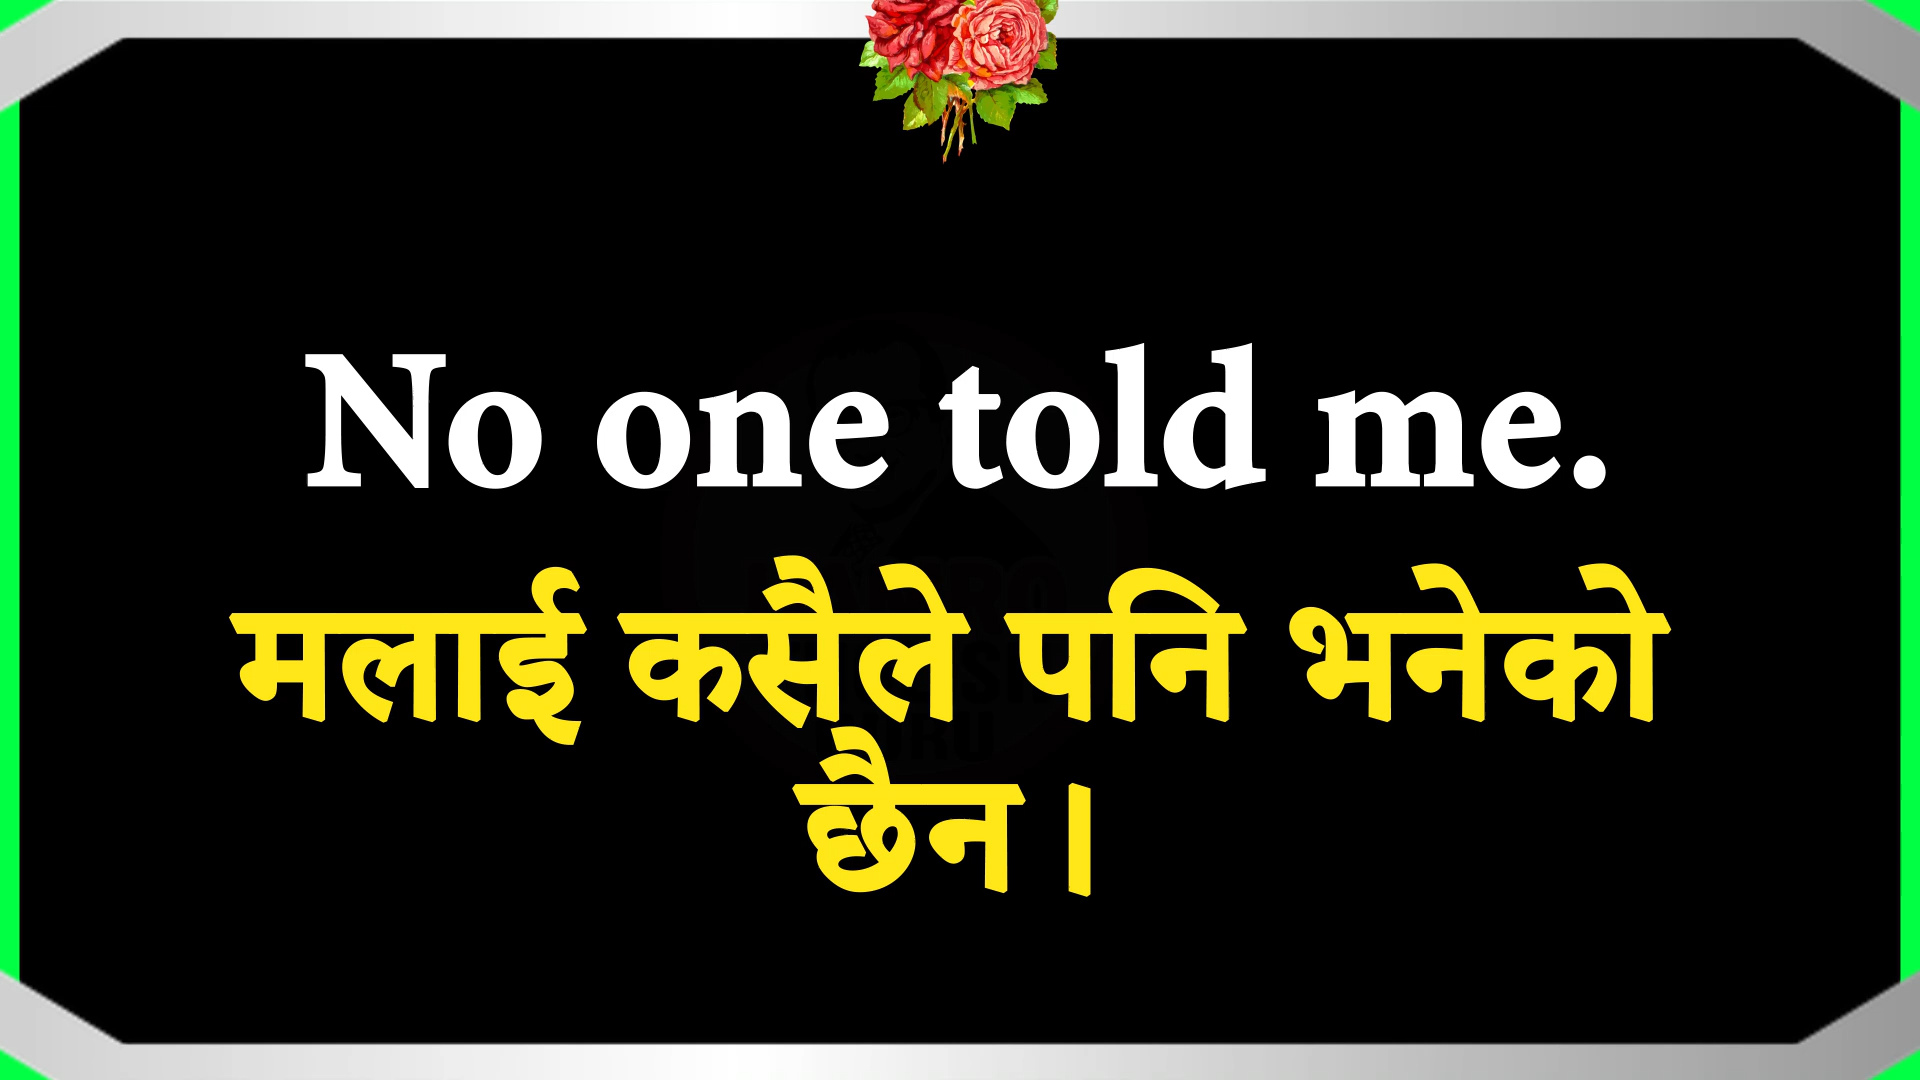 No one told me.
मलाई कसैले पनि भनेको
छैन ।